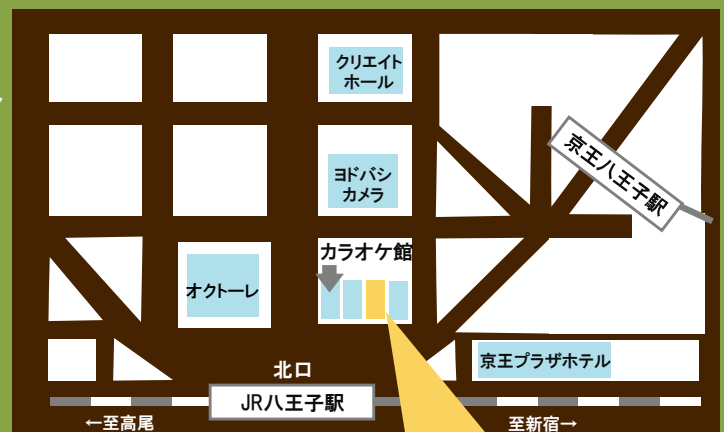 クリエイト
ホール
京王八王子駅
ヨドバシ
カメラ
カラオケ館
オクトーレ
京王プラザホテル
北口
JR八王子駅
←至高尾
至新宿→